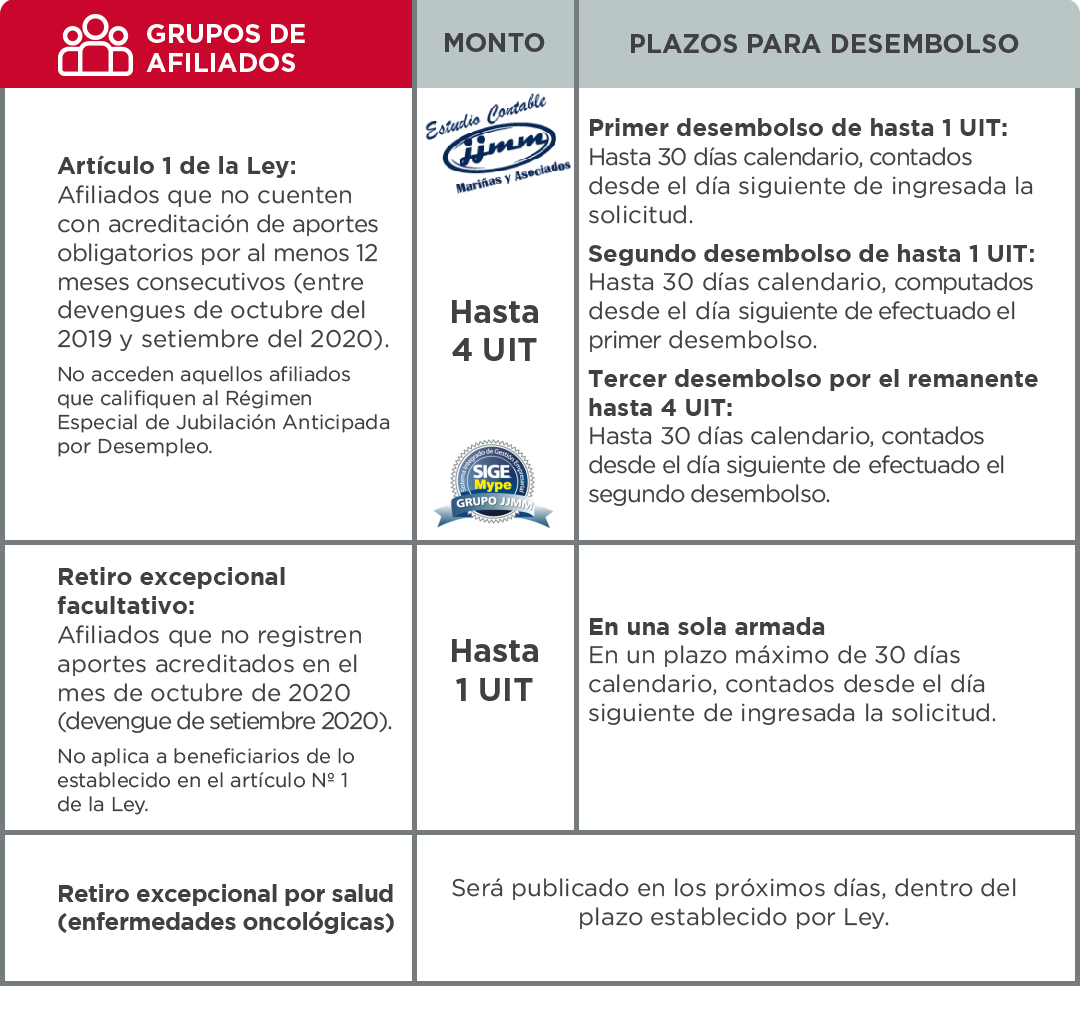 GRUPOS DE
AFILIADOS
MONTO
PLAZOS PARA DESEMBOLSO
Artículo 1 de la Ley:
Afiliados que no cuenten
con acreditación de aportes
obligatorios por al menos 12
meses consecutivos (entre
devengues de octubre del
2019 y setiembre del 2020).
No acceden aquellos afiliados
que califiquen al Régimen
Especial de Jubilación Anticipada
por Desempleo.
Estudio Contable
jjmm
Mariñas y Asociados
Hasta
4 UIT
Sistema Integrado de Gestión Empresarial
SIGE
Mype
GRUPO JJMM
Primer desembolso de hasta 1 UIT:
Hasta 30 días calendario, contados
desde el día siguiente de ingresada la
solicitud.
Segundo desembolso de hasta 1 UIT:
Hasta 30 días calendario, computados
desde el día siguiente de efectuado el
primer desembolso.
Tercer desembolso por el remanente
hasta 4 UIT:
Hasta 30 días calendario, contados
desde el día siguiente de efectuado el
segundo desembolso.
Retiro excepcional
facultativo:
Afiliados que no registren
aportes acreditados en el
mes de octubre de 2020
(devengue de setiembre 2020).
No aplica a beneficiarios de lo
establecido en el artículo Nº 1
de la Ley.
Hasta
1 UIT
En una sola armada
En un plazo máximo de 30 días
calendario, contados desde el día
siguiente de ingresada la solicitud.
Retiro excepcional por salud
(enfermedades oncológicas)
Será publicado en los próximos días, dentro del
plazo establecido por Ley.